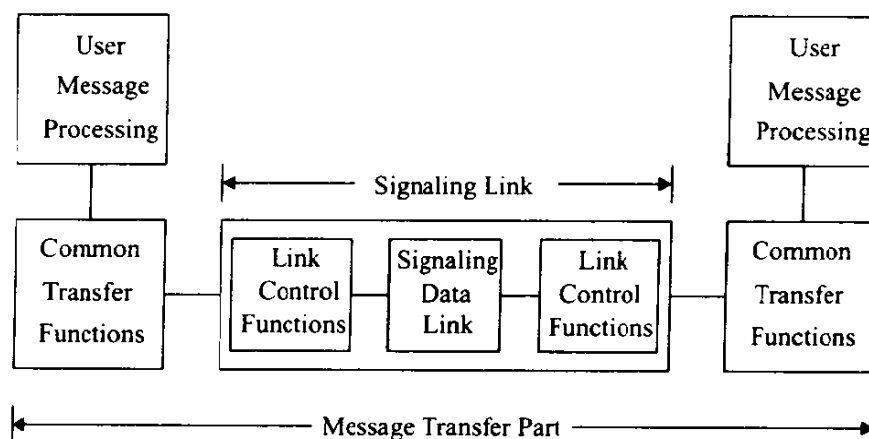 User
Message
Processing
User
Message
Processing
Signaling Link
Common
Transfer
Functions
Link
Control
Functions
Signaling
Data
Link
Link
Control
Functions
Common
Transfer
Functions
Message Transfer Part